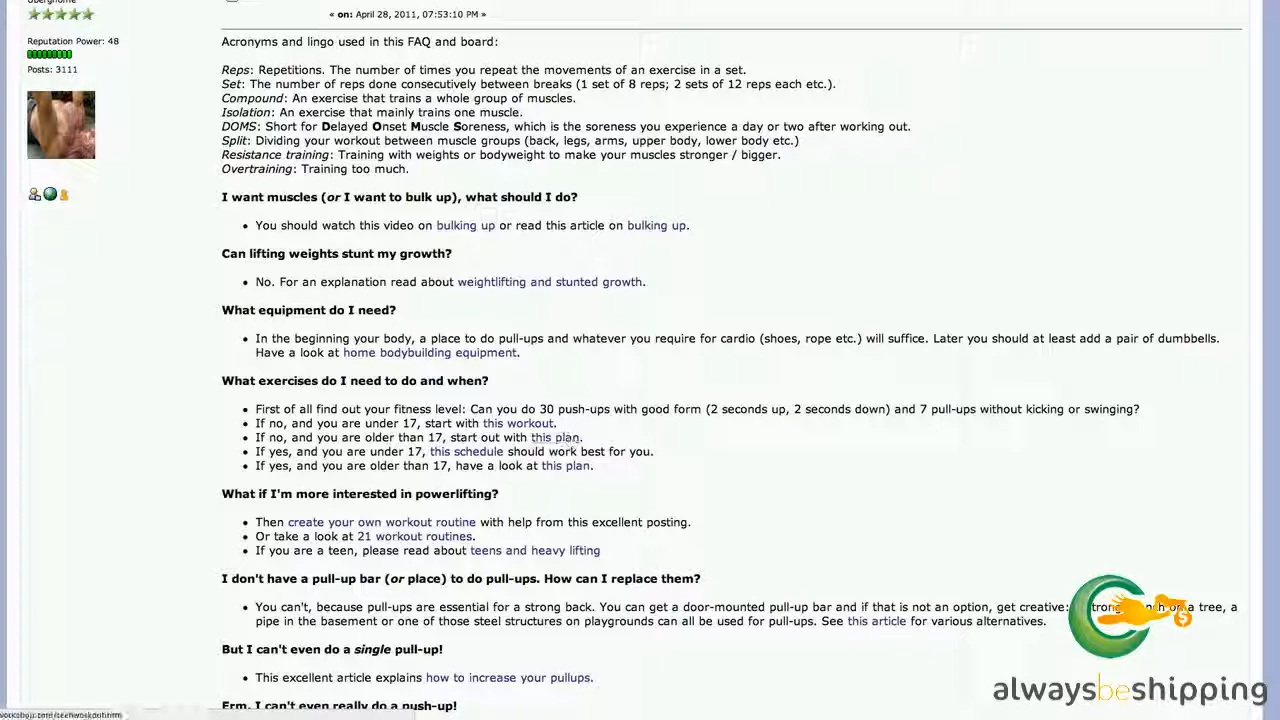 « on: April 28, 2011, 07:53:10 PM »
Reputation Power: 48
Posts: 3111
Acronyms and lingo used in this FAQ and board:
Reps: Repetitions. The number of times you repeat the movements of an exercise in a set.
Set: The number of reps done consecutively between breaks (1 set of 8 reps; 2 sets of 12 reps each etc.).
Compound: An exercise that trains a whole group of muscles.
Isolation: An exercise that mainly trains one muscle.
DOMS: Short for Delayed Onset Muscle Soreness, which is the soreness you experience a day or two after working out.
Split: Dividing your workout between muscle groups (back, legs, arms, upper body, lower body etc.)
Resistance training: Training with weights or bodyweight to make your muscles stronger / bigger.
Overtraining: Training too much.
I want muscles (or I want to bulk up), what should I do?
• You should watch this video on bulking up or read this article on bulking up.
Can lifting weights stunt my growth?
• No. For an explanation read about weightlifting and stunted growth.
What equipment do I need?
• In the beginning your body, a place to do pull-ups and whatever you require for cardio (shoes, rope etc.) will suffice. Later you should at least add a pair of dumbbells.
Have a look at home bodybuilding equipment.
What exercises do I need to do and when?
• First of all find out your fitness level: Can you do 30 push-ups with good form (2 seconds up, 2 seconds down) and 7 pull-ups without kicking or swinging?
• If no, and you are under 17, start with this workout.
• If no, and you are older than 17, start out with this plan.
• If yes, and you are under 17, this schedule should work best for you.
• If yes, and you are older than 17, have a look at this plan.
What if I'm more interested in powerlifting?
• Then create your own workout routine with help from this excellent posting.
• Or take a look at 21 workout routines.
• If you are a teen, please read about teens and heavy lifting
I don't have a pull-up bar (or place) to do pull-ups. How can I replace them?
• You can't, because pull-ups are essential for a strong back. You can get a door-mounted pull-up bar and if that is not an option, get creative: a tree, a
pipe in the basement or one of those steel structures on playgrounds can all be used for pull-ups. See this article for various alternatives.
But I can't even do a single pull-up!
• This excellent article explains how to increase your pullups.
Erm, I can't even really do a push-up!
alwaysbeshipping